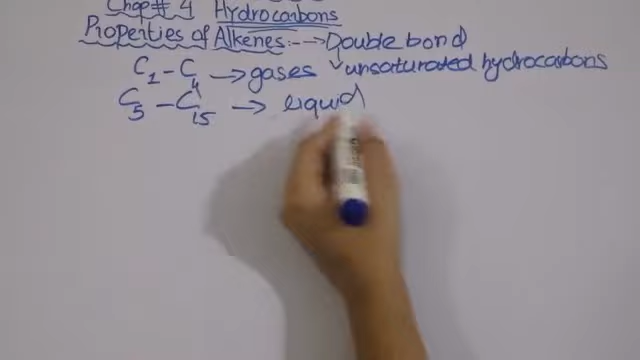 Chap# 4 Hydrocarbons
Properties of Alkenes:- → Double bond
C₁ - C₄ → gases ✓ unsaturated hydrocarbons
C₅ - C₁₅ → liquid